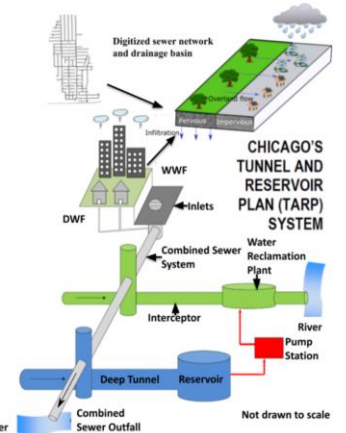 Digitized sewer network
and drainage basin
Overland flow
Pervious
Impervious
Infiltration
CHICAGO'S
TUNNEL AND
RESERVOIR
PLAN (TARP)
SYSTEM
WWF
DWF
Inlets
Combined Sewer
System
Water
Reclamation
Plant
Interceptor
River
Pump
Station
Deep Tunnel
Reservoir
Combined
Sewer Outfall
Not drawn to scale